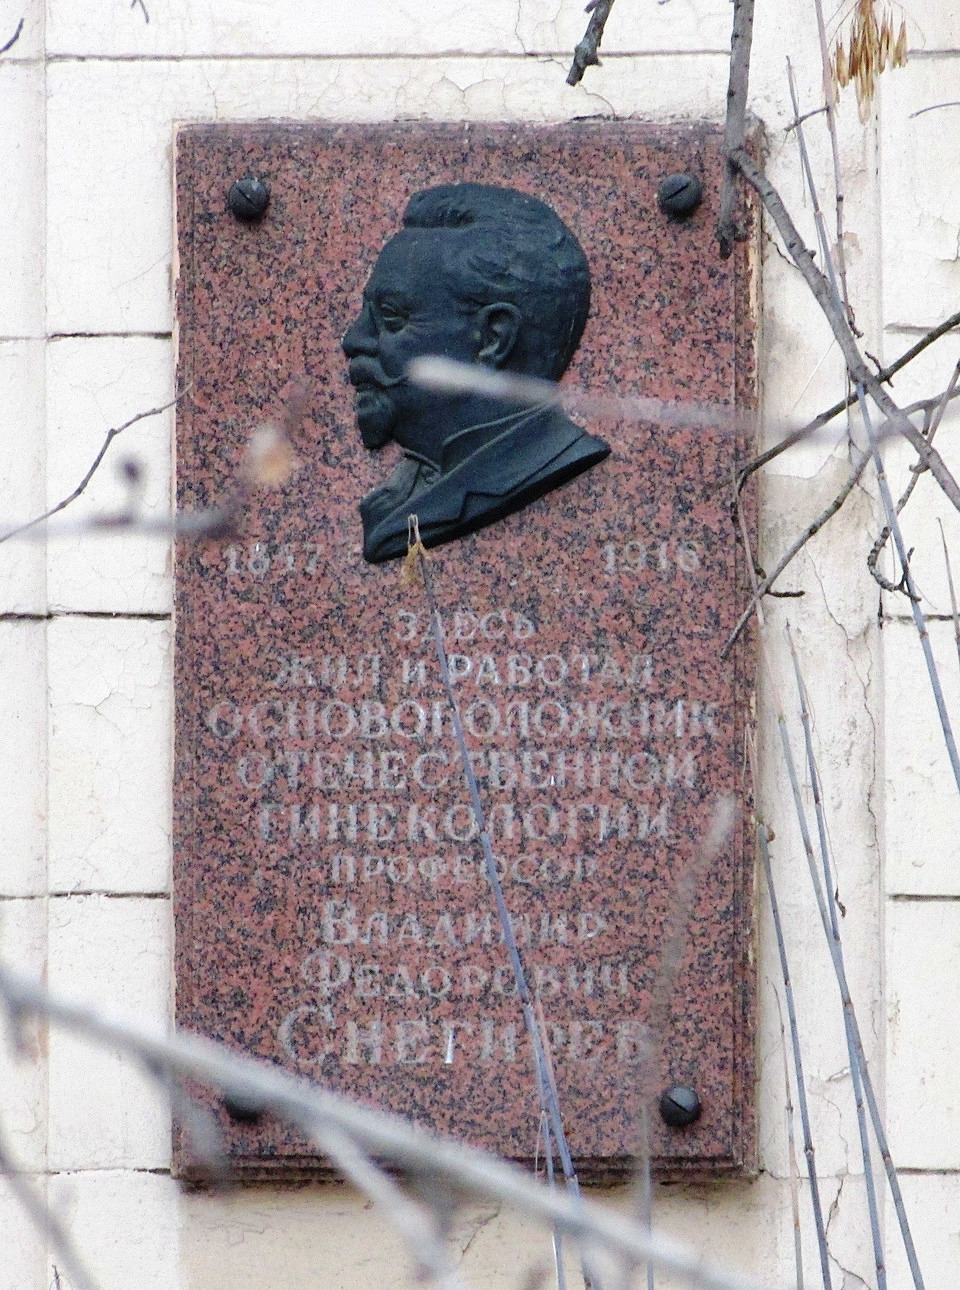 1847 1916
ЗДЕСЬ
ЖИЛ И РАБОТАЛ
ОСНОВОПОЛОЖНИК
ОТЕЧЕСТВЕННОЙ
ГИНЕКОЛОГИИ
ПРОФЕССОР
ВЛАДИМИР
ФЕДОРОВИЧ
СНЕГИРЕВ